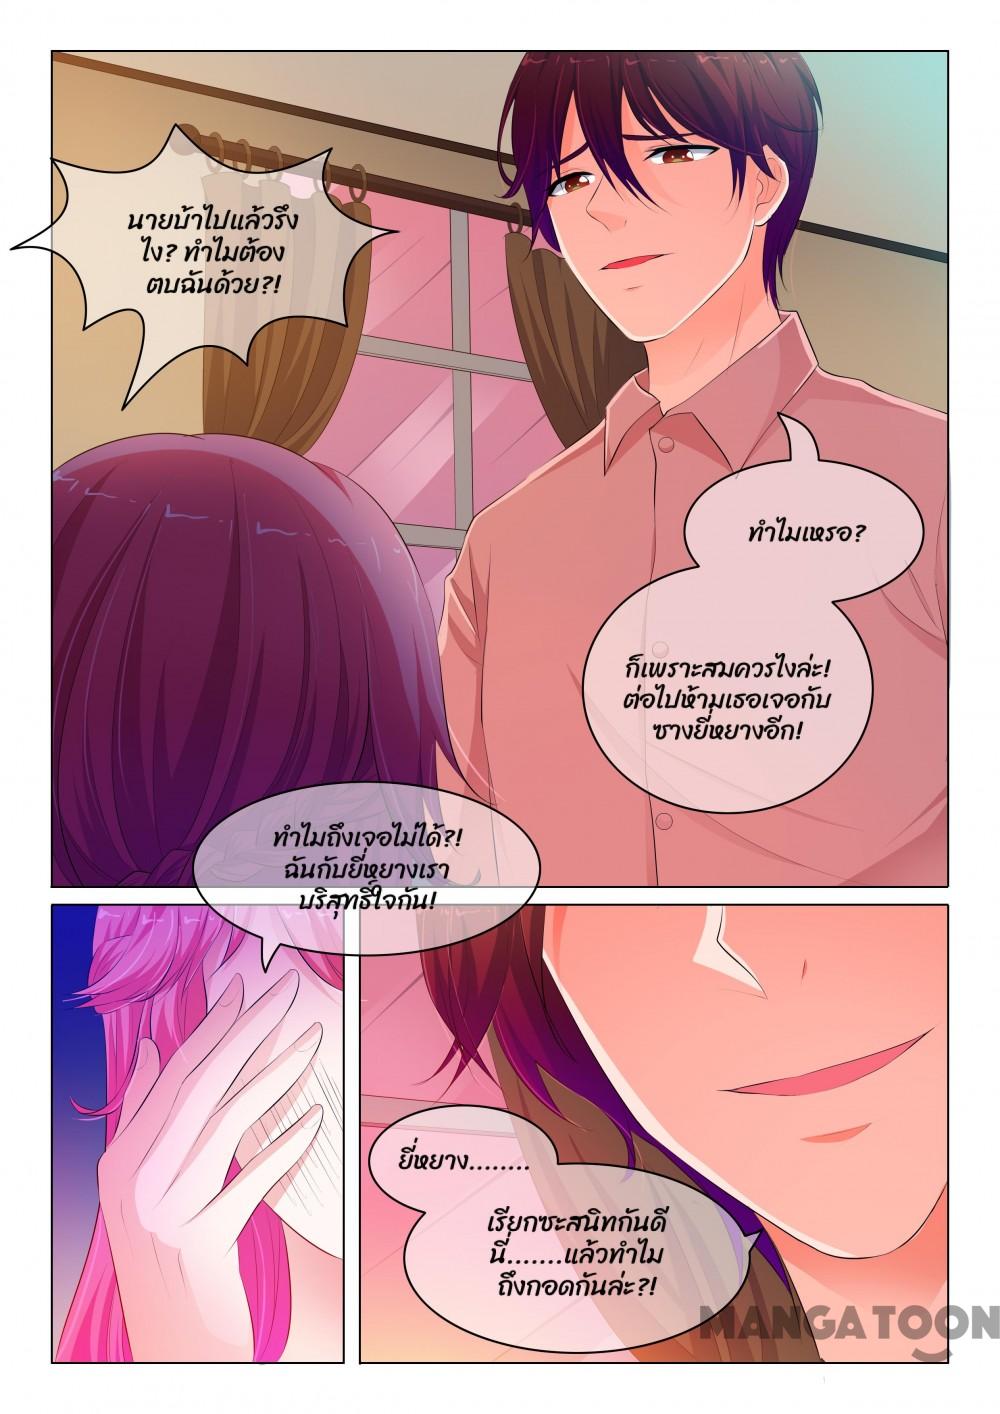 นายบ้าไปแล้วรึง
ไง? ทำไมต้อง
ตบฉันด้วย?!
ทำไมเหรอ?
ก็เพราะสมควรไงล่ะ!
ต่อไปห้ามเธอเจอกับ
ซางยี่หยางอีก!
ทำไมถึงเจอไม่ได้?!
ฉันกับยี่หยางเรา
บริสุทธิ์ใจกัน!
ยี่หยาง........
เรียกซะสนิทกันดี
นี่.......แล้วทำไม
ถึงกอดกันล่ะ?!
MANGATOON